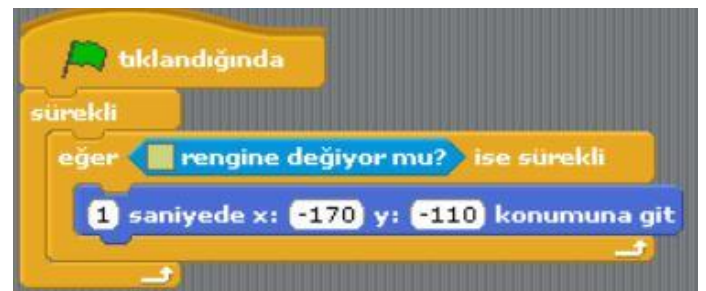 tıklandığında
sürekli
eğer rengine değiyor mu? ise sürekli
1 saniyede x: -170 y: -110 konumuna git